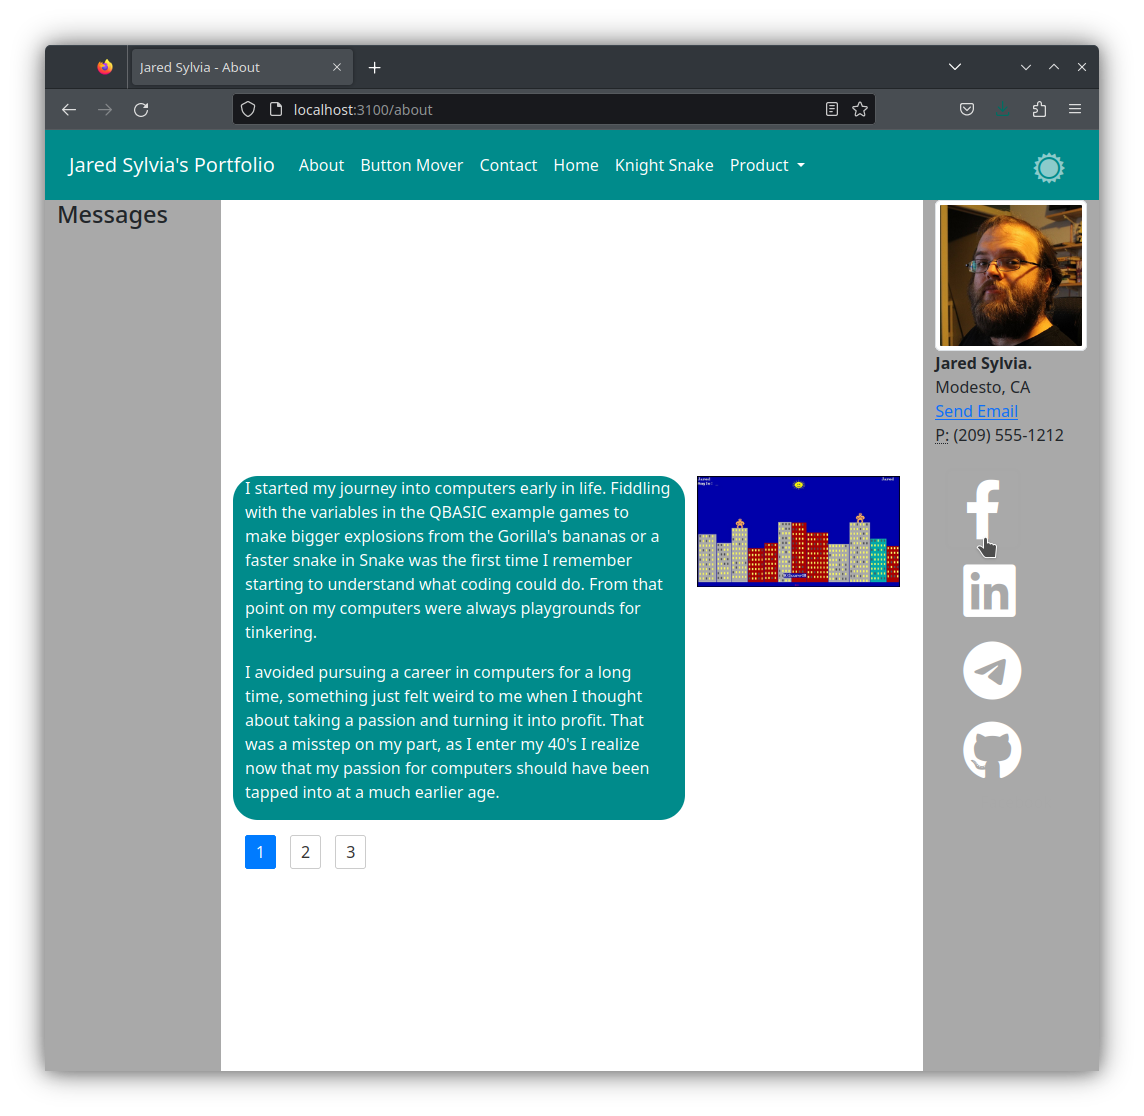 Jared Sylvia - About
localhost:3100/about
Jared Sylvia's Portfolio About Button Mover Contact Home Knight Snake Product
Messages
I started my journey into computers early in life. Fiddling
with the variables in the QBASIC example games to
make bigger explosions from the Gorilla's bananas or a
faster snake in Snake was the first time I remember
starting to understand what coding could do. From that
point on my computers were always playgrounds for
tinkering.
I avoided pursuing a career in computers for a long
time, something just felt weird to me when I thought
about taking a passion and turning it into profit. That
was a misstep on my part, as I enter my 40's I realize
now that my passion for computers should have been
tapped into at a much earlier age.
1 2 3
Jared Jared
Jared Sylvia.
Modesto, CA
Send Email
P: (209) 555-1212
in